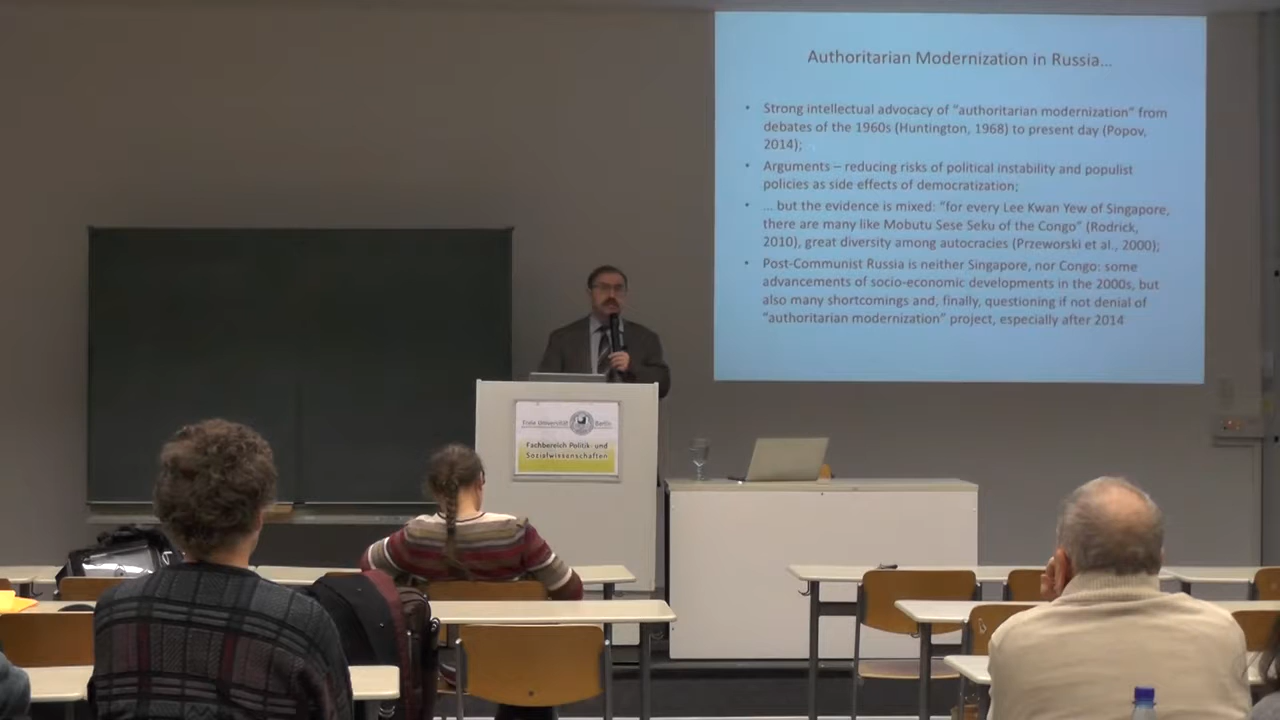 Authoritarian Modernization in Russia...
• Strong intellectual advocacy of "authoritarian modernization" from
debates of the 1960s (Huntington, 1968) to present day (Popov,
2014);
• Arguments – reducing risks of political instability and populist
policies as side effects of democratization;
• ... but the evidence is mixed: "for every Lee Kwan Yew of Singapore,
there are many like Mobutu Sese Seku of the Congo" (Rodrick,
2010), great diversity among autocracies (Przeworski et al., 2000);
• Post-Communist Russia is neither Singapore, nor Congo: some
advancements of socio-economic developments in the 2000s, but
also many shortcomings and, finally, questioning if not denial of
"authoritarian modernization" project, especially after 2014
Freie Universität Berlin
Fachbereich Politik- und
Sozialwissenschaften